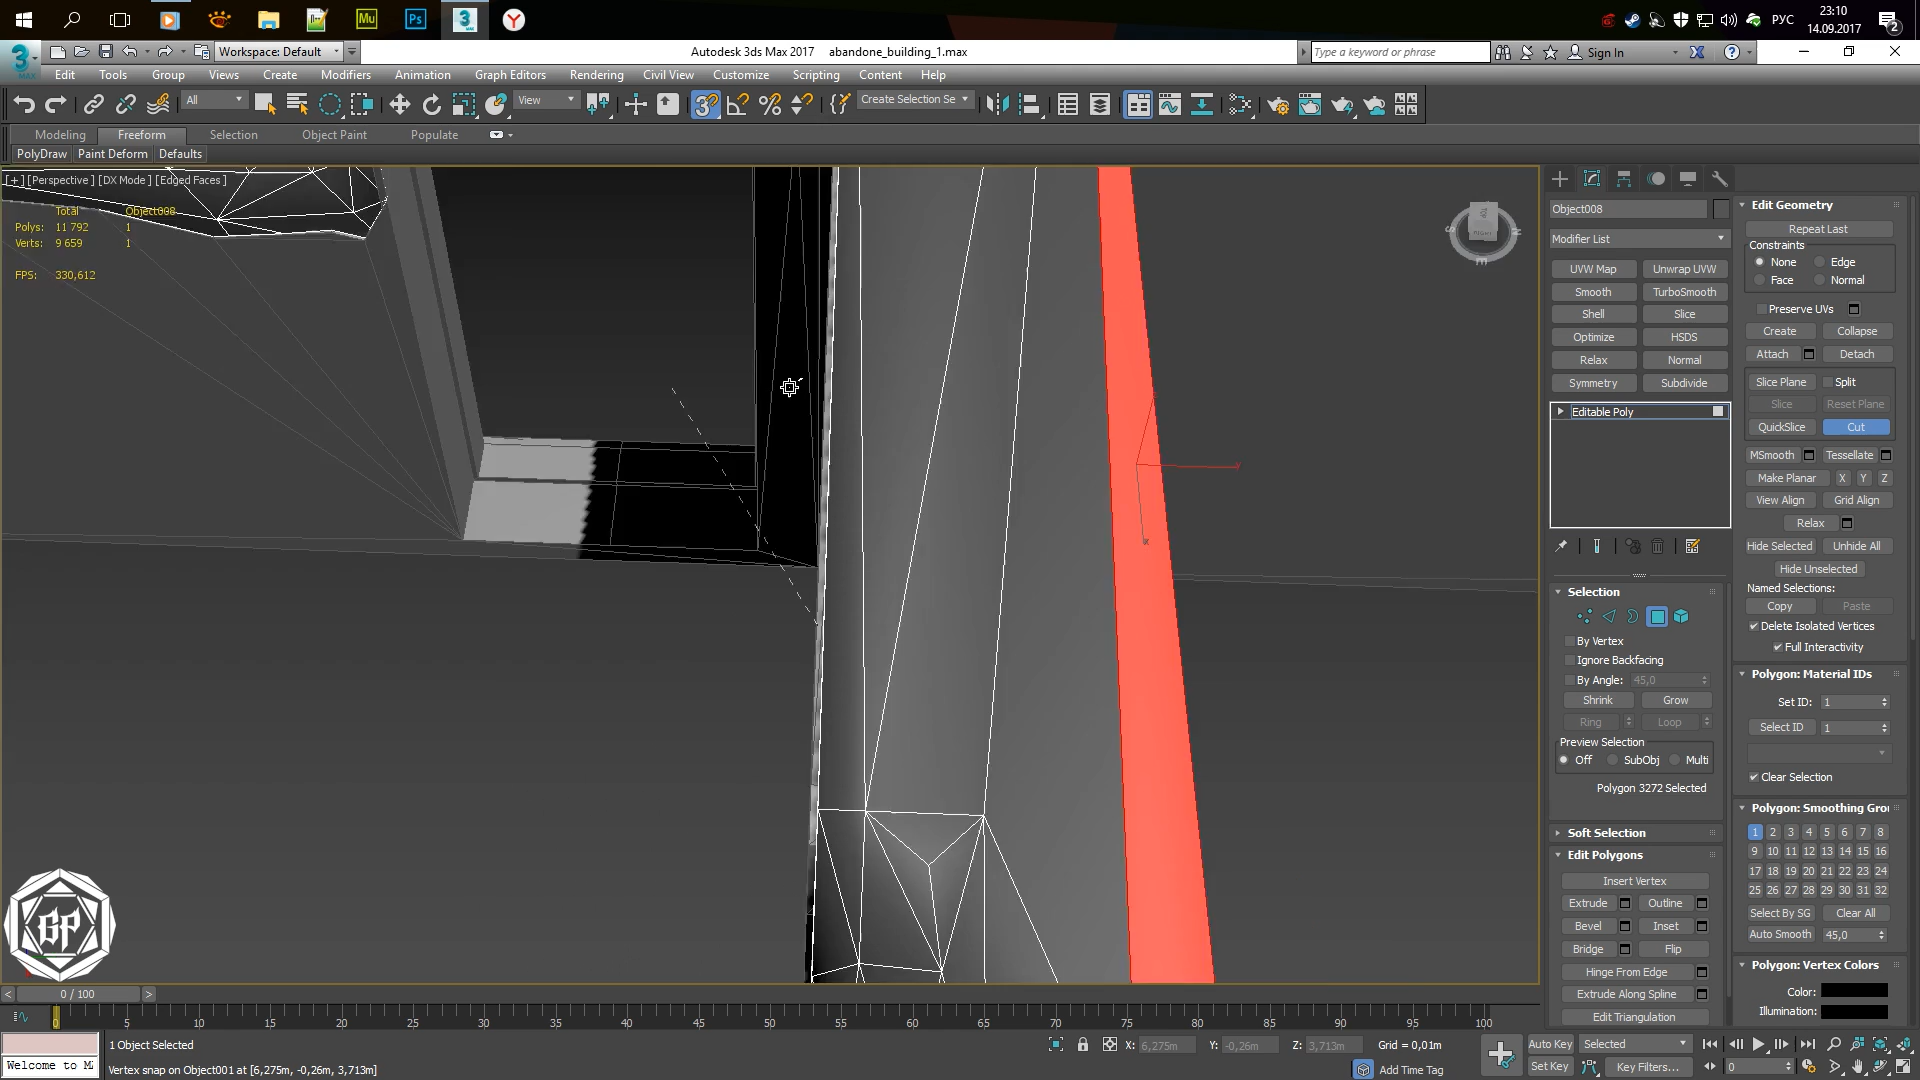 Mu
Ps
3
РУС
23:10
14.09.2017
2
Workspace: Default
Autodesk 3ds Max 2017 abandone_building_1.max
Type a keyword or phrase
Sign In
Edit Tools Group Views Create Modifiers Animation Graph Editors Rendering Civil View Customize Scripting Content Help
All
View
Create Selection Se
Modeling Freeform Selection Object Paint Populate
PolyDraw Paint Deform Defaults
[+] [Perspective ] [DX Mode ] [Edged Faces ]
Total Object008
Polys: 11 792 1
Verts: 9 659 1
FPS: 330,612
GP
Object008
Modifier List
UVW Map Unwrap UVW
Smooth TurboSmooth
Shell Slice
Optimize HSDS
Relax Normal
Symmetry Subdivide
Editable Poly
Selection
By Vertex
Ignore Backfacing
By Angle: 45,0
Shrink Grow
Ring Loop
Preview Selection
Off SubObj Multi
Polygon 3272 Selected
Soft Selection
Edit Polygons
Insert Vertex
Extrude Outline
Bevel Inset
Bridge Flip
Hinge From Edge
Extrude Along Spline
Edit Triangulation
Edit Geometry
Repeat Last
Constraints
None Edge
Face Normal
Preserve UVs
Create Collapse
Attach Detach
Slice Plane Split
Slice Reset Plane
QuickSlice Cut
MSmooth Tessellate
Make Planar X Y Z
View Align Grid Align
Relax
Hide Selected Unhide All
Hide Unselected
Named Selections:
Copy Paste
Delete Isolated Vertices
Full Interactivity
Polygon: Material IDs
Set ID: 1
Select ID 1
Clear Selection
Polygon: Smoothing Grou
1 2 3 4 5 6 7 8
9 10 11 12 13 14 15 16
17 18 19 20 21 22 23 24
25 26 27 28 29 30 31 32
Select By SG Clear All
Auto Smooth 45,0
Polygon: Vertex Colors
Color:
Illumination:
< 0 / 100 >
0 5 10 15 20 25 30 35 40 45 50 55 60 65 70 75 80 85 90 95 100
1 Object Selected
X: 6,275m Y: -0,26m Z: 3,713m Grid = 0,01m
Auto Key Selected
Welcome to M
Vertex snap on Object001 at [6,275m, -0,26m, 3,713m]
Add Time Tag
Set Key Key Filters...
0